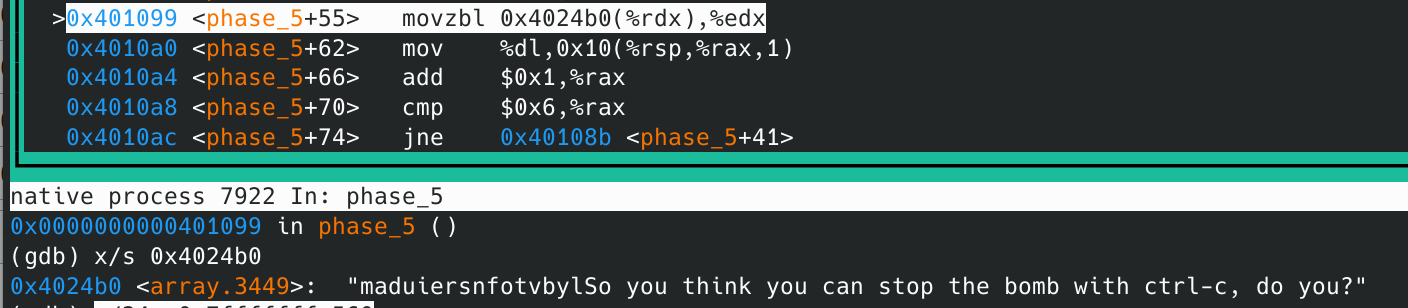 >0x401099 <phase_5+55> movzbl 0x4024b0(%rdx),%edx
0x4010a0 <phase_5+62> mov %dl,0x10(%rsp,%rax,1)
0x4010a4 <phase_5+66> add $0x1,%rax
0x4010a8 <phase_5+70> cmp $0x6,%rax
0x4010ac <phase_5+74> jne 0x40108b <phase_5+41>
native process 7922 In: phase_5
0x0000000000401099 in phase_5 ()
(gdb) x/s 0x4024b0
0x4024b0 <array.3449>: "maduiersnfotvbylSo you think you can stop the bomb with ctrl-c, do you?"